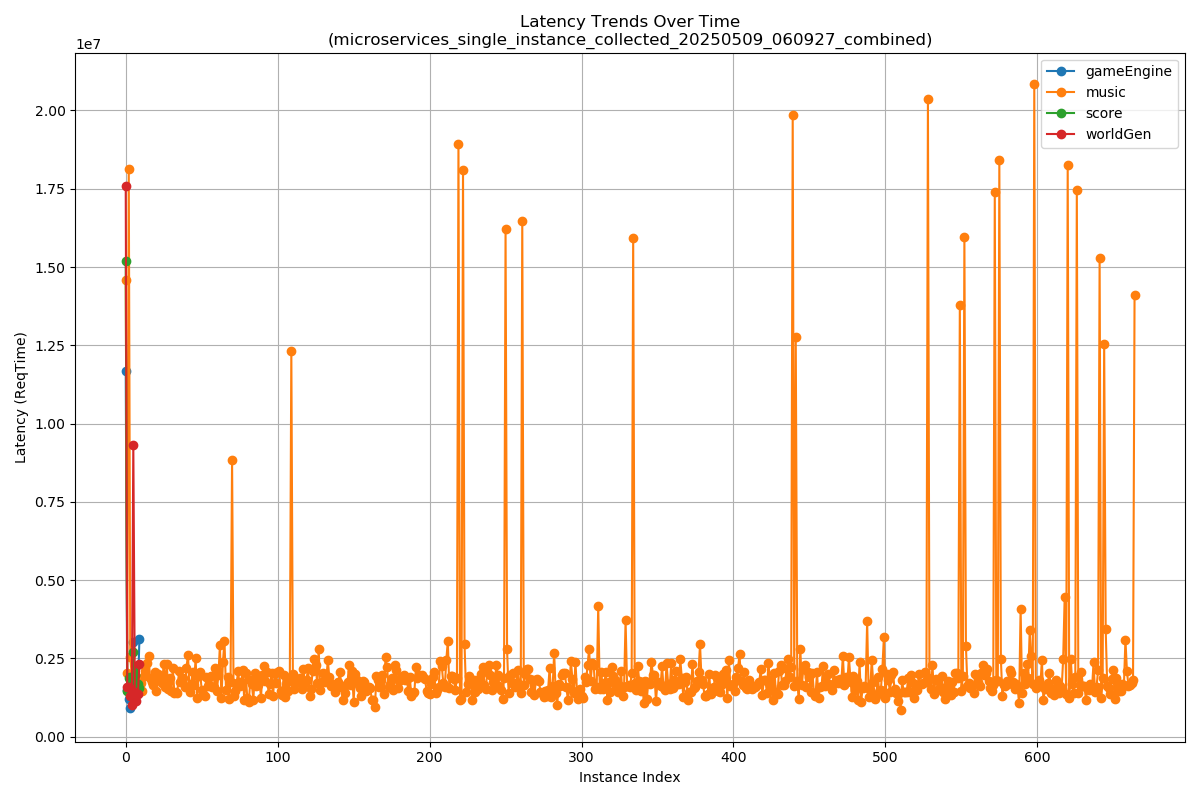 Latency Trends Over Time
(microservices_single_instance_collected_20250509_060927_combined)
1e7
gameEngine
music
score
worldGen
2.00
1.75
1.50
1.25
1.00
0.75
0.50
0.25
0.00
Latency (ReqTime)
0 100 200 300 400 500 600
Instance Index